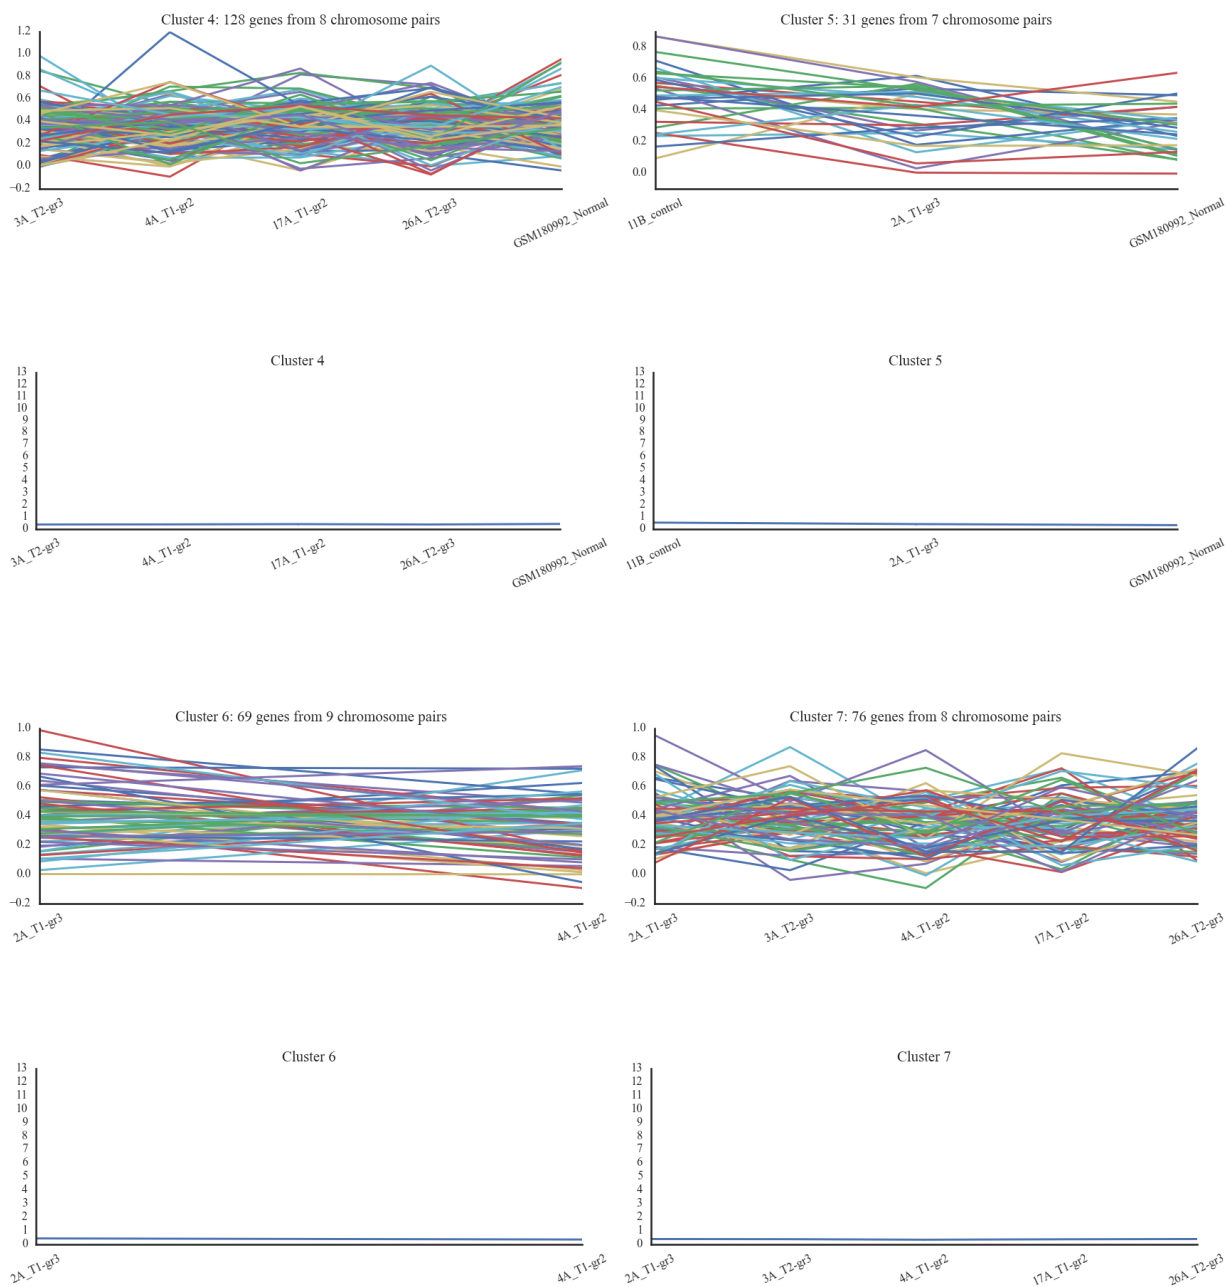 Cluster 4: 128 genes from 8 chromosome pairs
1.2
1.0
0.8
0.6
0.4
0.2
0.0
−0.2
3A_T2-gr3
4A_T1-gr2
17A_T1-gr2
26A_T2-gr3
GSM180992_Normal
Cluster 5: 31 genes from 7 chromosome pairs
0.8
0.6
0.4
0.2
0.0
11B_control
2A_T1-gr3
GSM180992_Normal
Cluster 4
13
12
11
10
9
8
7
6
5
4
3
2
1
0
3A_T2-gr3
4A_T1-gr2
17A_T1-gr2
26A_T2-gr3
GSM180992_Normal
Cluster 5
13
12
11
10
9
8
7
6
5
4
3
2
1
0
11B_control
2A_T1-gr3
GSM180992_Normal
Cluster 6: 69 genes from 9 chromosome pairs
1.0
0.8
0.6
0.4
0.2
0.0
−0.2
2A_T1-gr3
4A_T1-gr2
Cluster 7: 76 genes from 8 chromosome pairs
1.0
0.8
0.6
0.4
0.2
0.0
−0.2
2A_T1-gr3
3A_T2-gr3
4A_T1-gr2
17A_T1-gr2
26A_T2-gr3
Cluster 6
13
12
11
10
9
8
7
6
5
4
3
2
1
0
2A_T1-gr3
4A_T1-gr2
Cluster 7
13
12
11
10
9
8
7
6
5
4
3
2
1
0
2A_T1-gr3
3A_T2-gr3
4A_T1-gr2
17A_T1-gr2
26A_T2-gr3